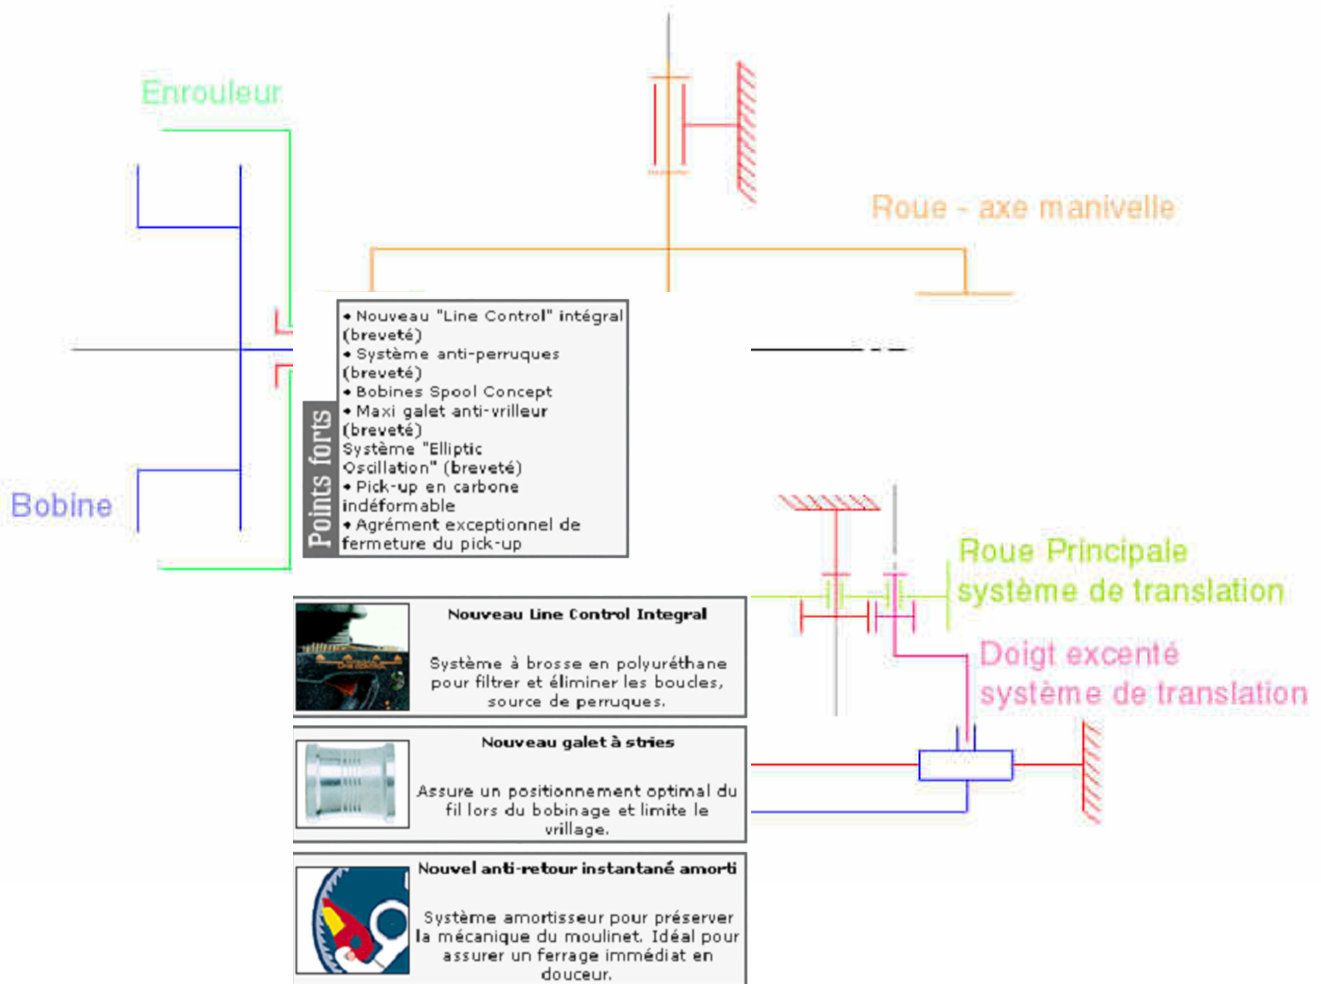 Enrouleur
Roue - axe manivelle
• Nouveau "Line Control" intégral
(breveté)
• Système anti-perruques
(breveté)
• Bobines Spool Concept
• Maxi galet anti-vrilleur
(breveté)
Système "Elliptic
Oscillation" (breveté)
• Pick-up en carbone
indéformable
• Agrément exceptionnel de
fermeture du pick-up
Points forts
Bobine
Roue Principale
système de translation
Doigt excenté
système de translation
Nouveau Line Control Integral
Système à brosse en polyuréthane
pour filtrer et éliminer les boucles,
source de perruques.
Nouveau galet à stries
Assure un positionnement optimal du
fil lors du bobinage et limite le
vrillage.
Nouvel anti-retour instantané amorti
Système amortisseur pour préserver
la mécanique du moulinet. Idéal pour
assurer un ferrage immédiat en
douceur.